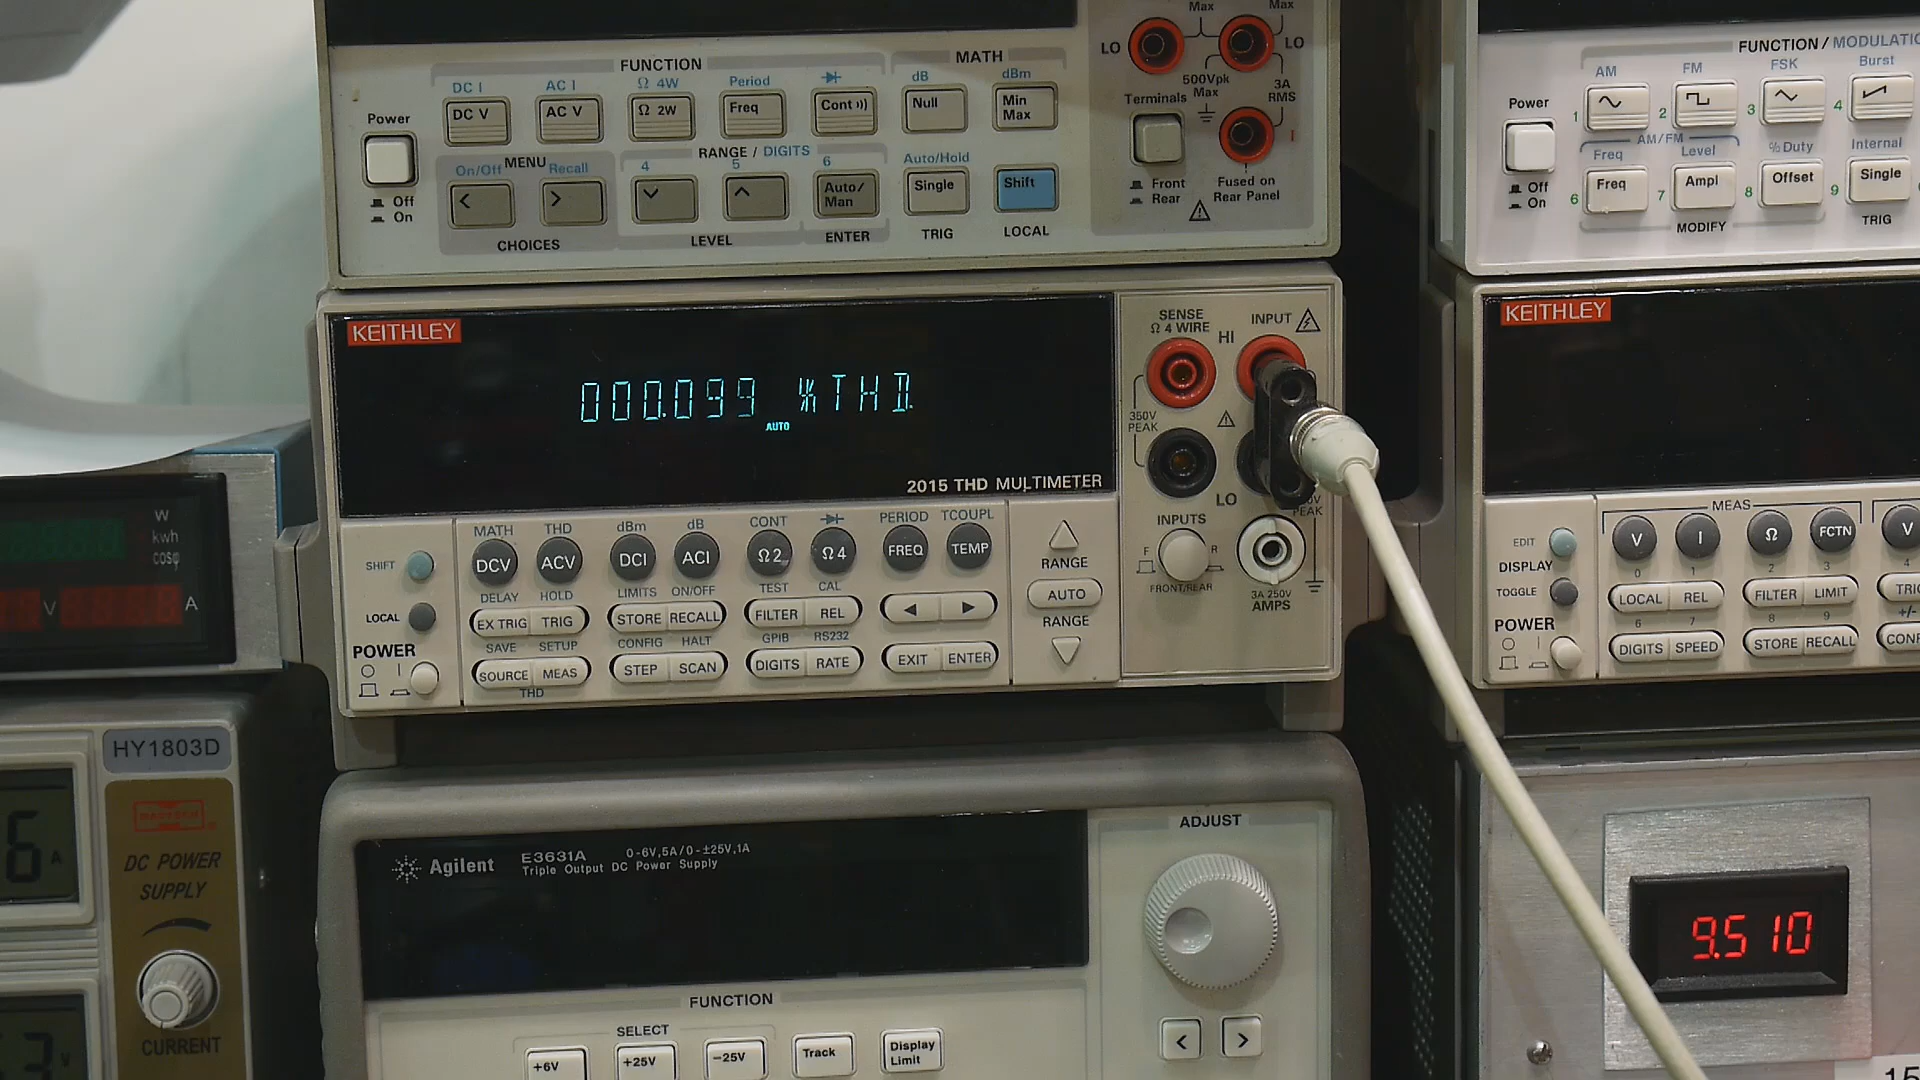 Max
Max
LO
LO
500Vpk
Max
3A
RMS
I
FUNCTION
MATH
DC I
AC I
Ω 4W
Period
dB
dBm
DC V
AC V
Ω 2W
Freq
Cont
Null
Min
Max
Terminals
Power
Off
On
MENU
RANGE / DIGITS
On/Off
Recall
4
5
6
Auto/Hold
<
>
Auto/
Man
Single
Shift
Front
Rear
Fused on
Rear Panel
CHOICES
LEVEL
ENTER
TRIG
LOCAL
FUNCTION / MODULATIO
AM
FM
FSK
Burst
1
2
3
4
Power
Off
On
AM/FM
Freq
Level
% Duty
Internal
6
Freq
7
Ampl
8
Offset
9
Single
MODIFY
TRIG
KEITHLEY
000.099 %THD
AUTO
2015 THD MULTIMETER
SENSE
Ω 4 WIRE
HI
INPUT
350V
PEAK
LO
PEAK
INPUTS
F
R
FRONT/REAR
3A 250V
AMPS
MATH
THD
dBm
dB
CONT
PERIOD
TCOUPL
SHIFT
DCV
ACV
DCI
ACI
Ω2
Ω4
FREQ
TEMP
RANGE
DELAY
HOLD
LIMITS
ON/OFF
TEST
CAL
LOCAL
EX TRIG
TRIG
STORE
RECALL
FILTER
REL
AUTO
RANGE
SAVE
SETUP
CONFIG
HALT
GPIB
RS232
POWER
SOURCE
MEAS
STEP
SCAN
DIGITS
RATE
EXIT
ENTER
THD
KEITHLEY
MEAS
EDIT
V
I
Ω
FCTN
V
DISPLAY
0
1
2
3
4
TOGGLE
LOCAL
REL
FILTER
LIMIT
TRIG
6
7
8
9
+/-
POWER
DIGITS
SPEED
STORE
RECALL
CONF
W
kwh
cosφ
V
A
HY1803D
6
A
DC POWER
SUPPLY
3
V
CURRENT
Agilent
E3631A
0-6V,5A/0-±25V,1A
Triple Output DC Power Supply
ADJUST
FUNCTION
SELECT
+6V
+25V
-25V
Track
Display
Limit
<
>
9.510
15